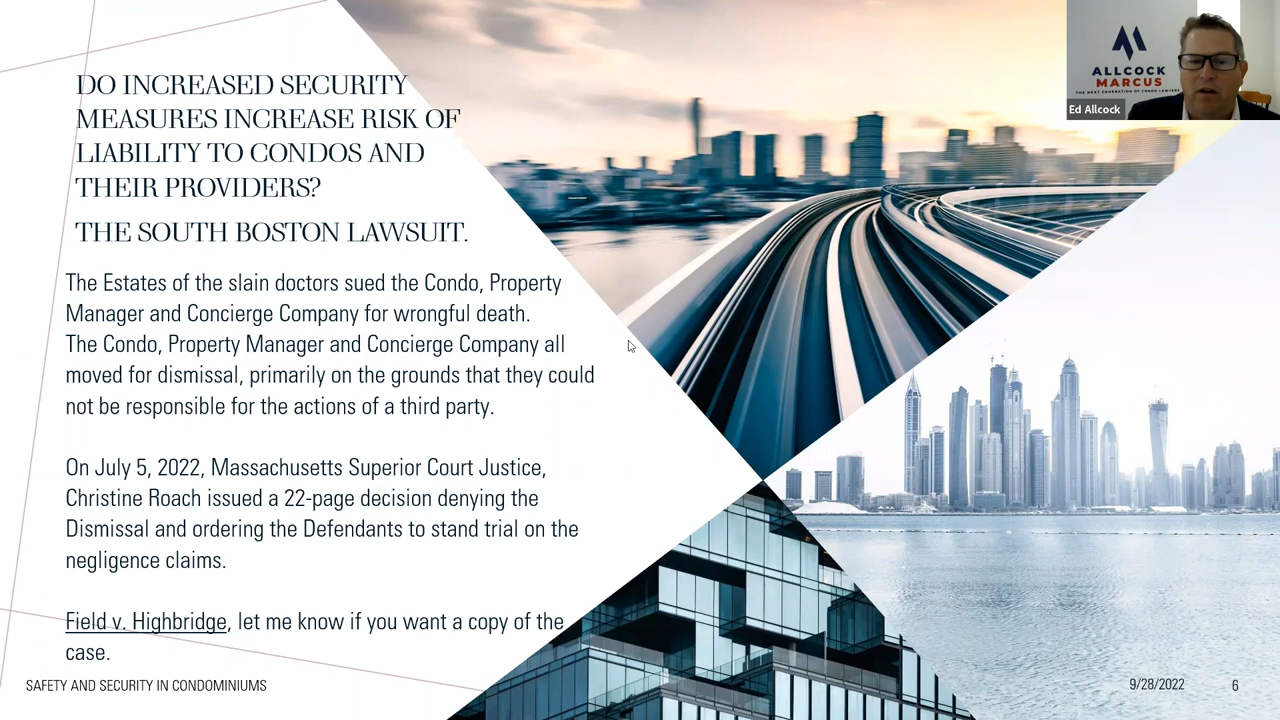 DO INCREASED SECURITY
MEASURES INCREASE RISK OF
LIABILITY TO CONDOS AND
THEIR PROVIDERS?
THE SOUTH BOSTON LAWSUIT.
The Estates of the slain doctors sued the Condo, Property
Manager and Concierge Company for wrongful death.
The Condo, Property Manager and Concierge Company all
moved for dismissal, primarily on the grounds that they could
not be responsible for the actions of a third party.
On July 5, 2022, Massachusetts Superior Court Justice,
Christine Roach issued a 22-page decision denying the
Dismissal and ordering the Defendants to stand trial on the
negligence claims.
Field v. Highbridge, let me know if you want a copy of the
case.
SAFETY AND SECURITY IN CONDOMINIUMS
9/28/2022
6
ALLCOCK
MARCUS
THE NEXT GENERATION OF CONDO LAWYERS
Ed Allcock